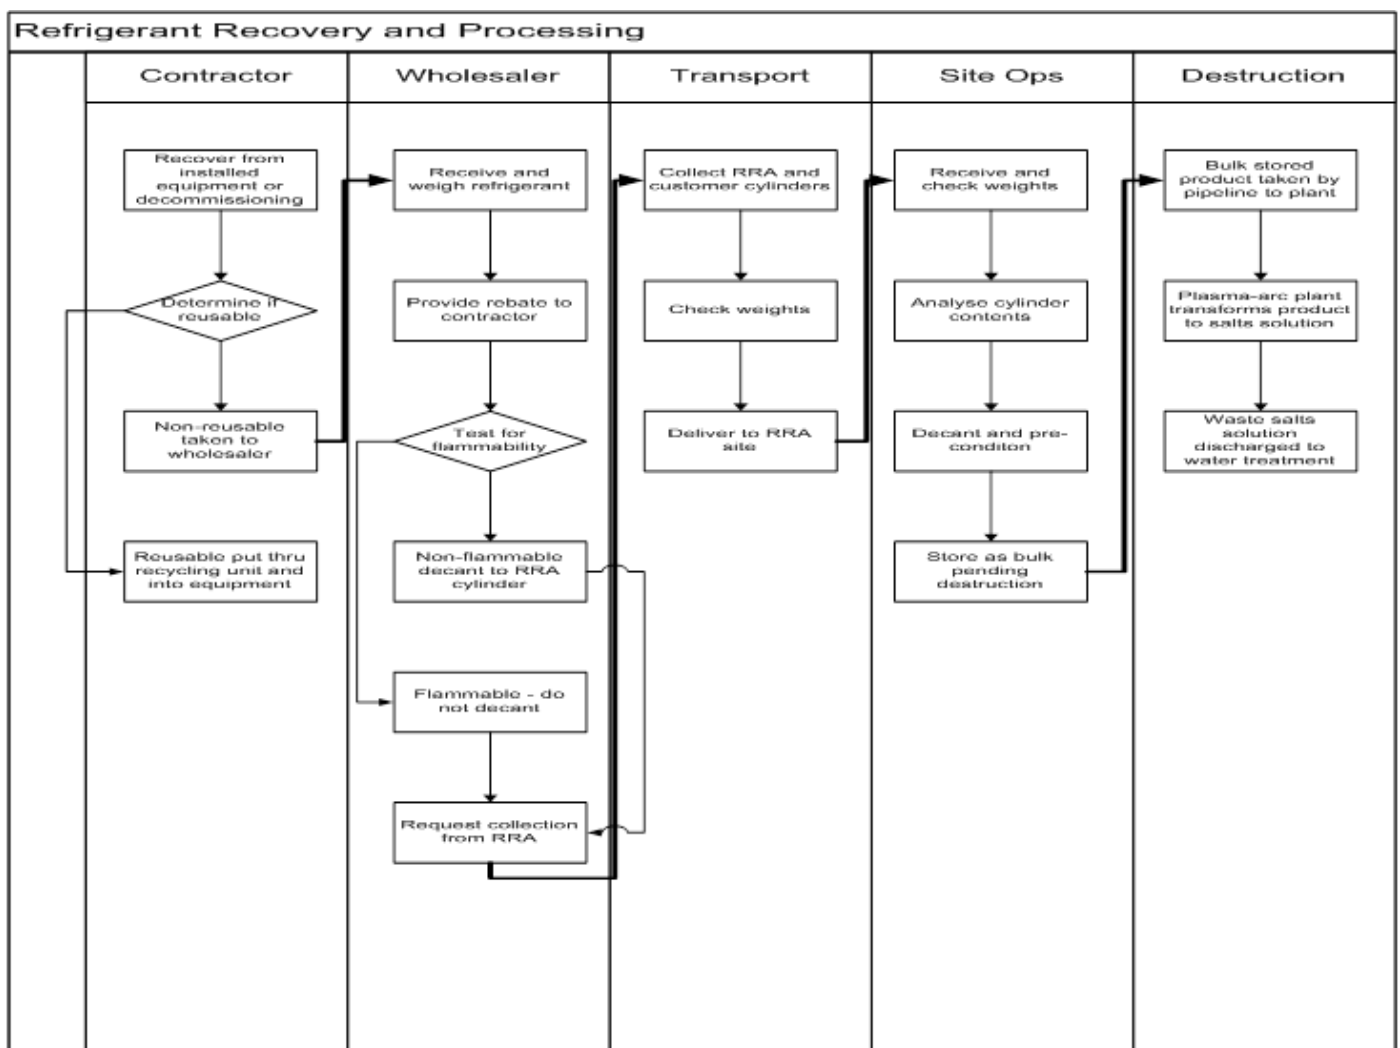 Refrigerant Recovery and Processing
Contractor
Wholesaler
Transport
Site Ops
Destruction
Recover from
installed
equipment or
decommissioning
Determine if
reusable
Non-reusable
taken to
wholesaler
Reusable put thru
recycling unit and
into equipment
Receive and
weigh refrigerant
Provide rebate to
contractor
Test for
flammability
Non-flammable
decant to RRA
cylinder
Flammable - do
not decant
Request collection
from RRA
Collect RRA and
customer cylinders
Check weights
Deliver to RRA
site
Receive and
check weights
Analyse cylinder
contents
Decant and pre-
conditon
Store as bulk
pending
destruction
Bulk stored
product taken by
pipeline to plant
Plasma-arc plant
transforms product
to salts solution
Waste salts
solution
discharged to
water treatment